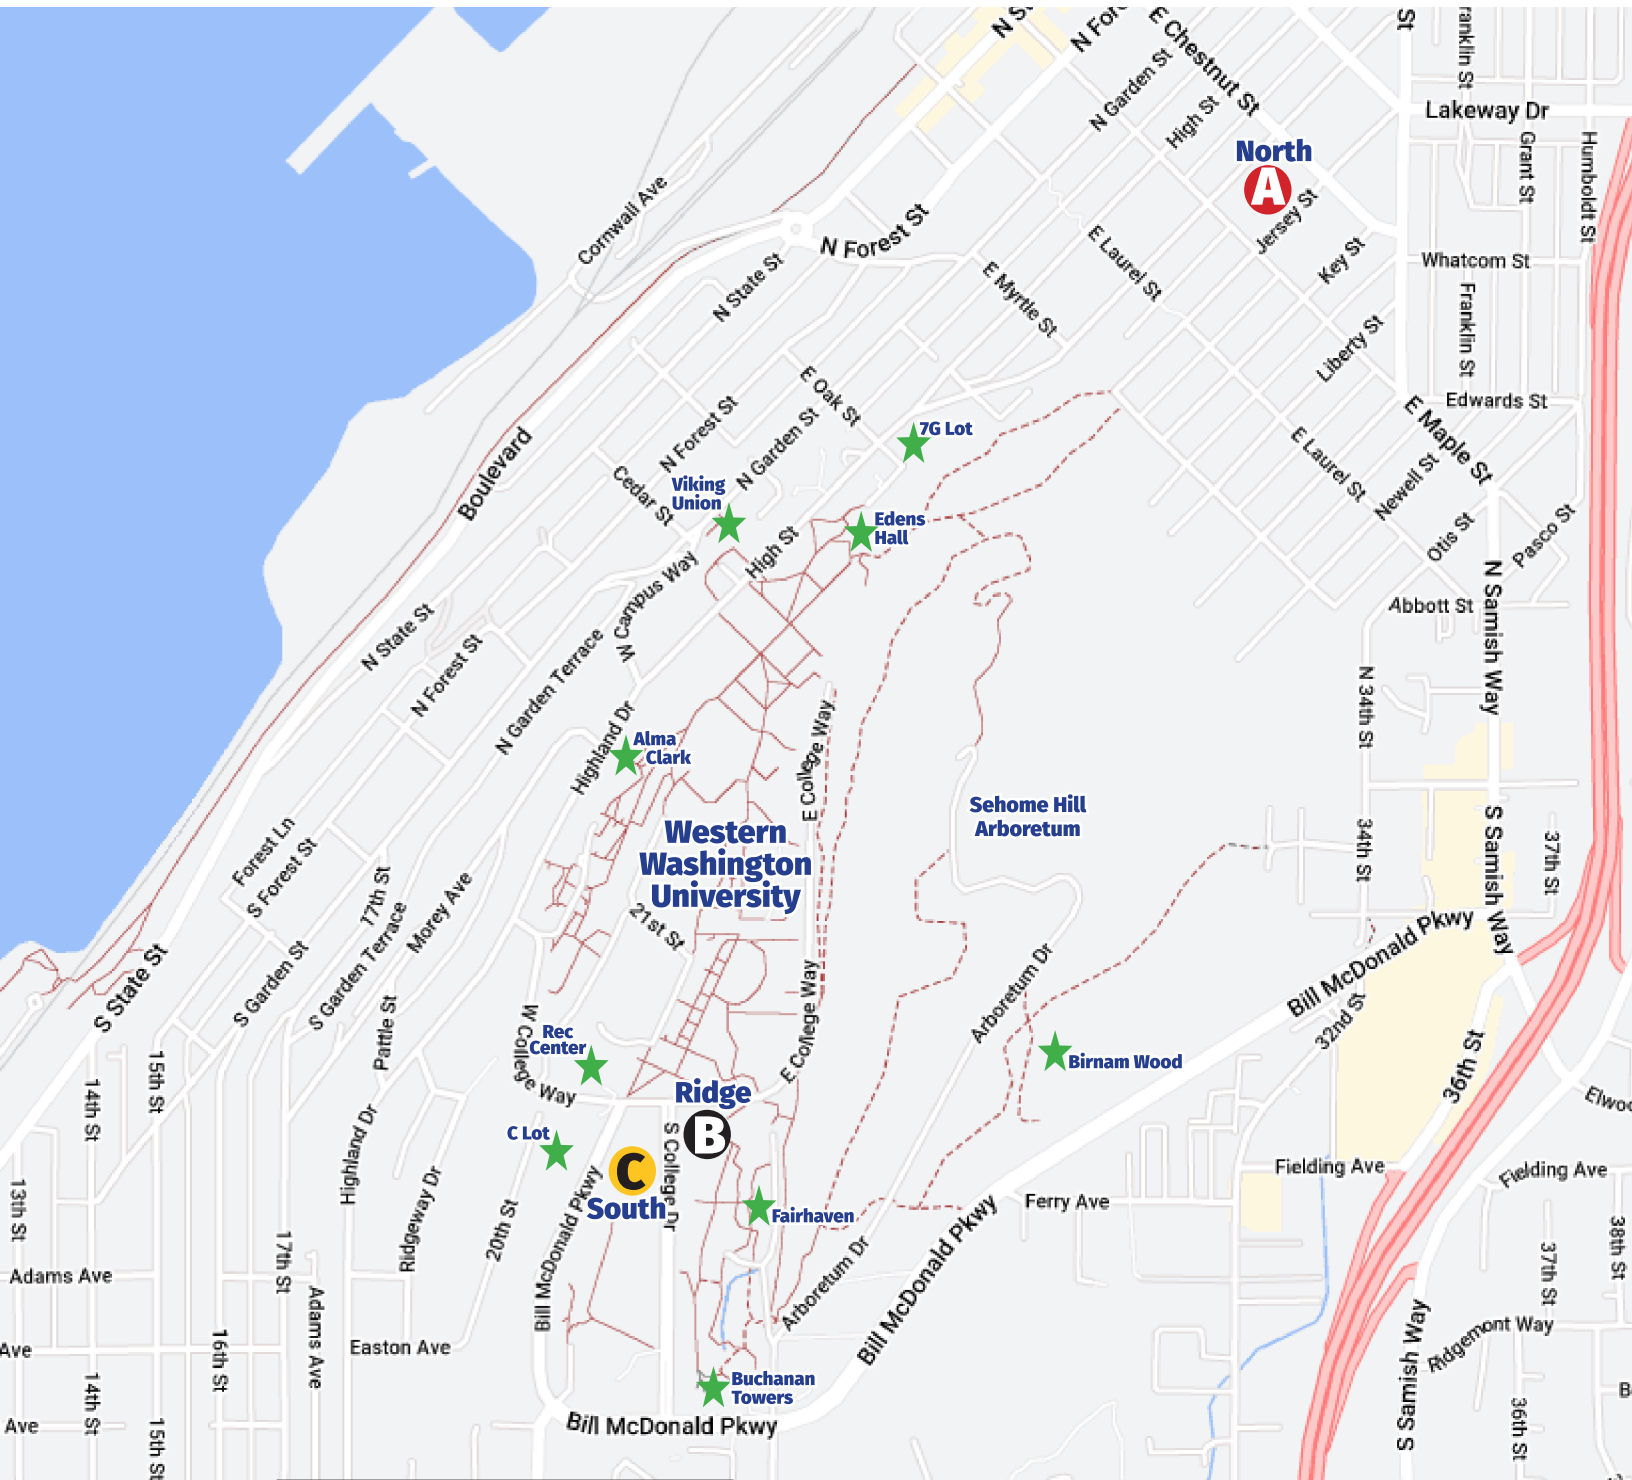 N Forest St
E Chestnut St
N Garden St
High St
St
Franklin St
Lakeway Dr
Grant St
Humboldt St
North
A
Jersey St
Key St
Whatcom St
Franklin St
Liberty St
Edwards St
E Maple St
Cornwall Ave
N Forest St
N State St
E Laurel St
E Myrtle St
E Oak St
7G Lot
N Forest St
N Garden St
Boulevard
Cedar St
Viking
Union
Edens
Hall
High St
E Laurel St
Newell St
Otis St
Pasco St
Abbott St
N Samish Way
N 34th St
W Campus Way
N State St
N Forest St
N Garden Terrace
Highland Dr
Alma
Clark
E College Way
Sehome Hill
Arboretum
Western
Washington
University
21st St
34th St
S Samish Way
37th St
Bill McDonald Pkwy
32nd St
36th St
Forest Ln
S Forest St
17th St
S Garden Terrace
Morey Ave
S Garden St
S State St
Pattle St
W College Way
Rec
Center
E College Way
Arboretum Dr
Birnam Wood
14th St
15th St
Highland Dr
Ridgeway Dr
C Lot
Ridge
B
C
South
S College Dr
Fairhaven
20th St
Bill McDonald Pkwy
Arboretum Dr
Bill McDonald Pkwy
Ferry Ave
Fielding Ave
Fielding Ave
13th St
Adams Ave
17th St
Adams Ave
16th St
Easton Ave
Ave
14th St
15th St
Ave
Buchanan
Towers
Bill McDonald Pkwy
38th St
37th St
Ridgemont Way
S Samish Way
36th St